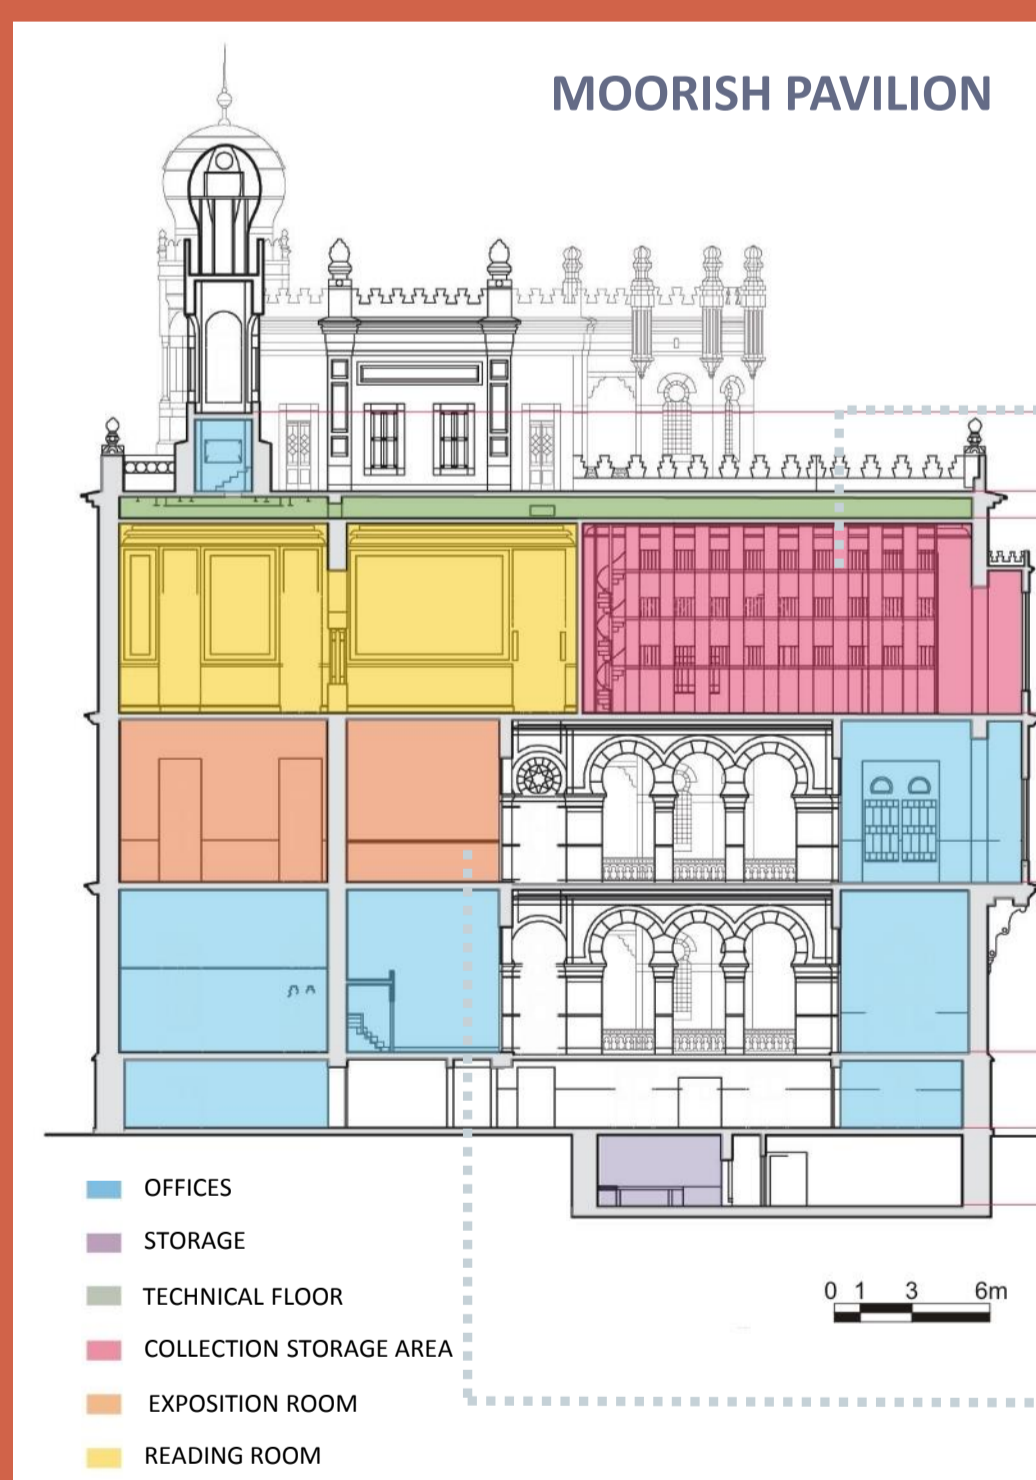 MOORISH PAVILION
OFFICES
STORAGE
TECHNICAL FLOOR
COLLECTION STORAGE AREA
EXPOSITION ROOM
READING ROOM
0 1 3 6m